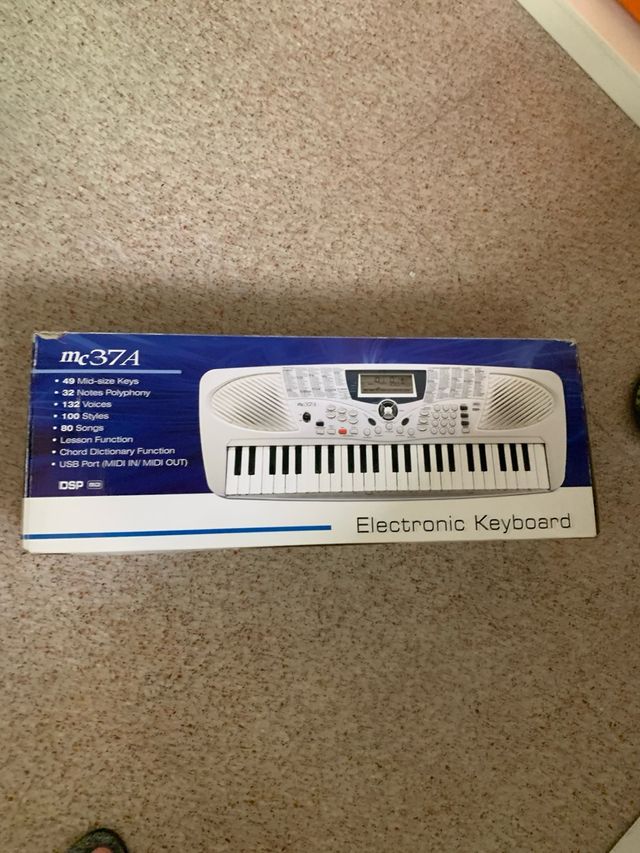 mc37A
• 49 Mid-size Keys
• 32 Notes Polyphony
• 132 Voices
• 100 Styles
• 80 Songs
• Lesson Function
• Chord Dictionary Function
• USB Port (MIDI IN/ MIDI OUT)
DSP
mc37A
Electronic Keyboard